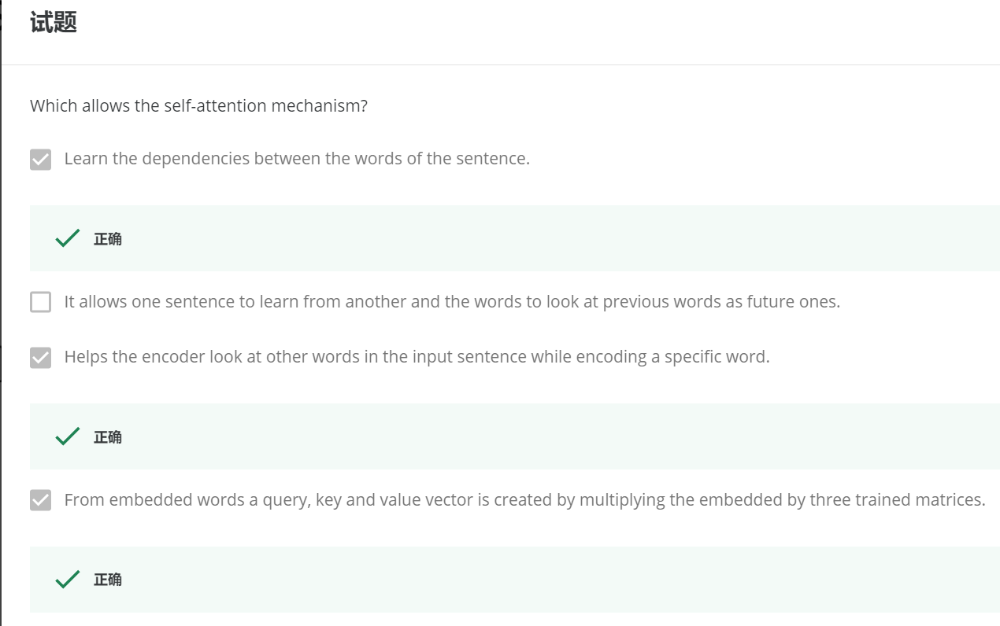 试题
Which allows the self-attention mechanism?
Learn the dependencies between the words of the sentence.
正确
It allows one sentence to learn from another and the words to look at previous words as future ones.
Helps the encoder look at other words in the input sentence while encoding a specific word.
正确
From embedded words a query, key and value vector is created by multiplying the embedded by three trained matrices.
正确